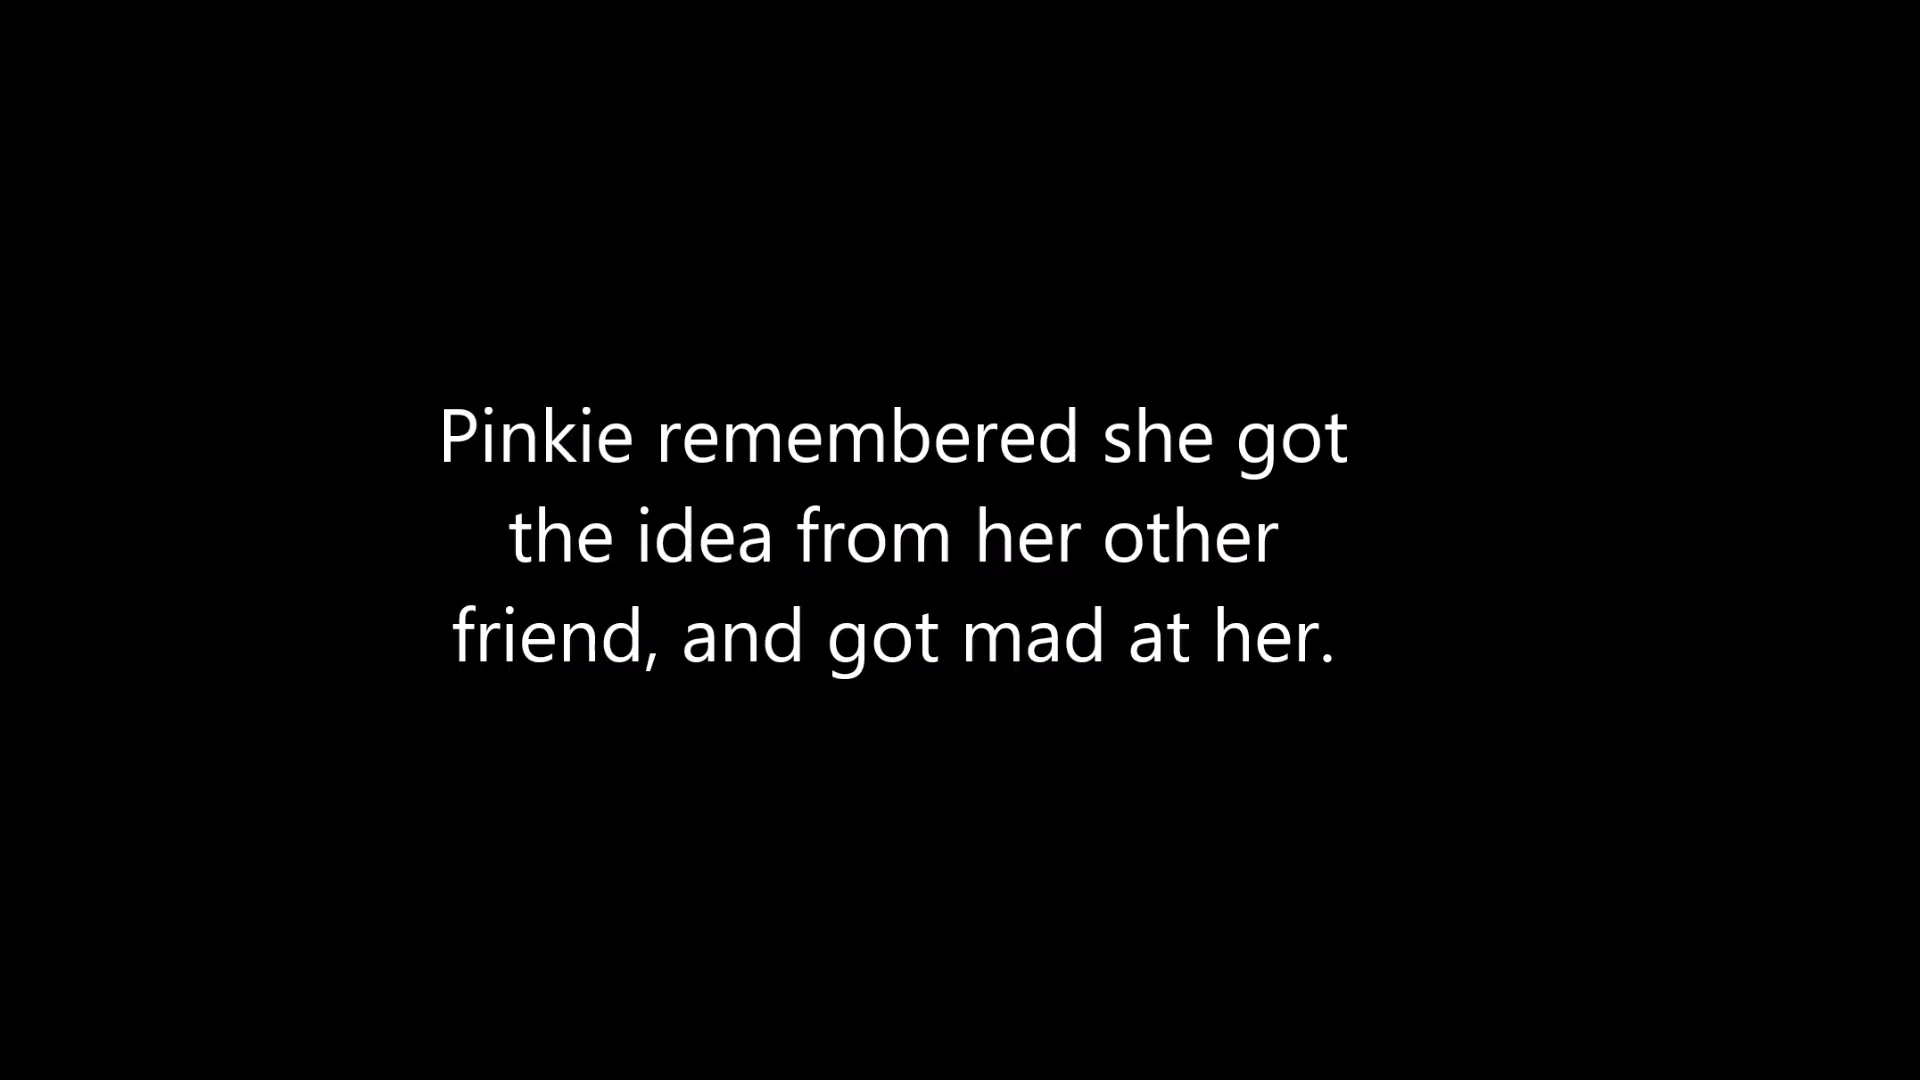 Pinkie remembered she got
the idea from her other
friend, and got mad at her.